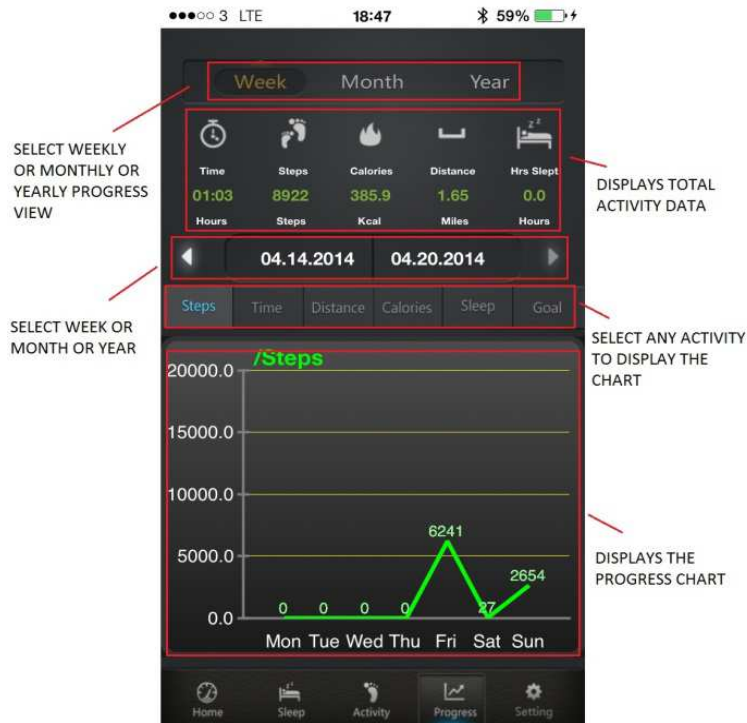 3 LTE 18:47 59%
Week Month Year
Time Steps Calories Distance Hrs Slept
01:03 8922 385.9 1.65 0.0
Hours Steps Kcal Miles Hours
04.14.2014 04.20.2014
Steps Time Distance Calories Sleep Goal
/Steps
20000.0
15000.0
10000.0
5000.0
0.0
0 0 0 0 6241 27 2654
Mon Tue Wed Thu Fri Sat Sun
Home Sleep Activity Progress Setting
SELECT WEEKLY
OR MONTHLY OR
YEARLY PROGRESS
VIEW
SELECT WEEK OR
MONTH OR YEAR
DISPLAYS TOTAL
ACTIVITY DATA
SELECT ANY ACTIVITY
TO DISPLAY THE
CHART
DISPLAYS THE
PROGRESS CHART